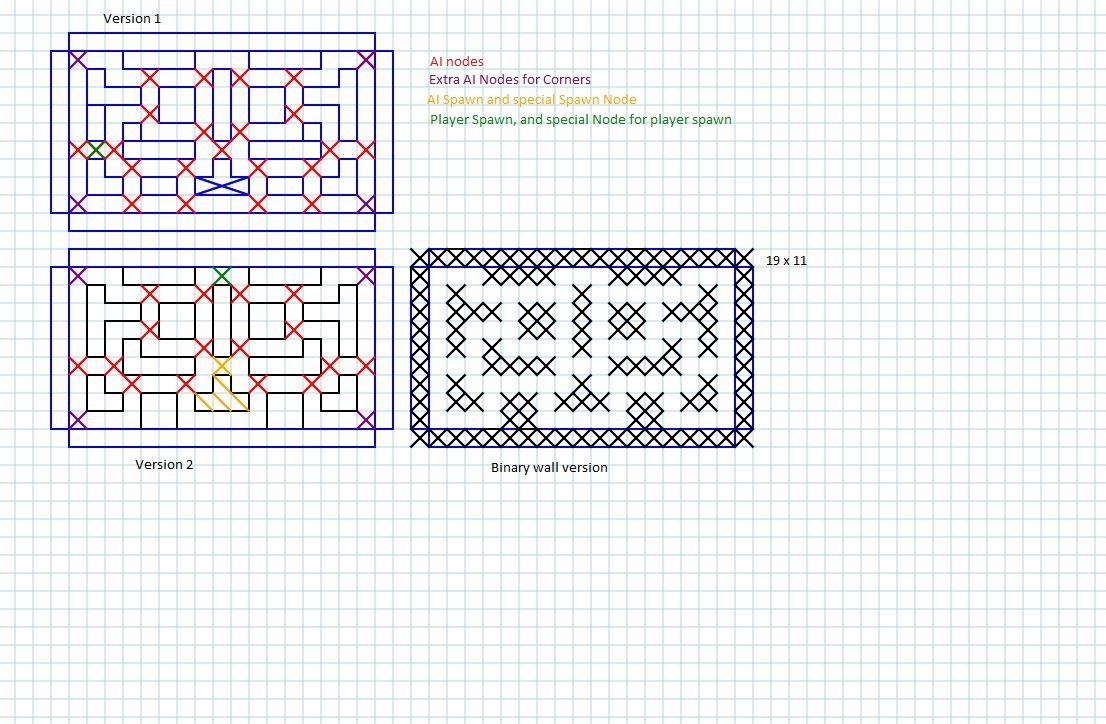 Version 1
AI nodes
Extra AI Nodes for Corners
AI Spawn and special Spawn Node
Player Spawn, and special Node for player spawn
19 x 11
Version 2
Binary wall version